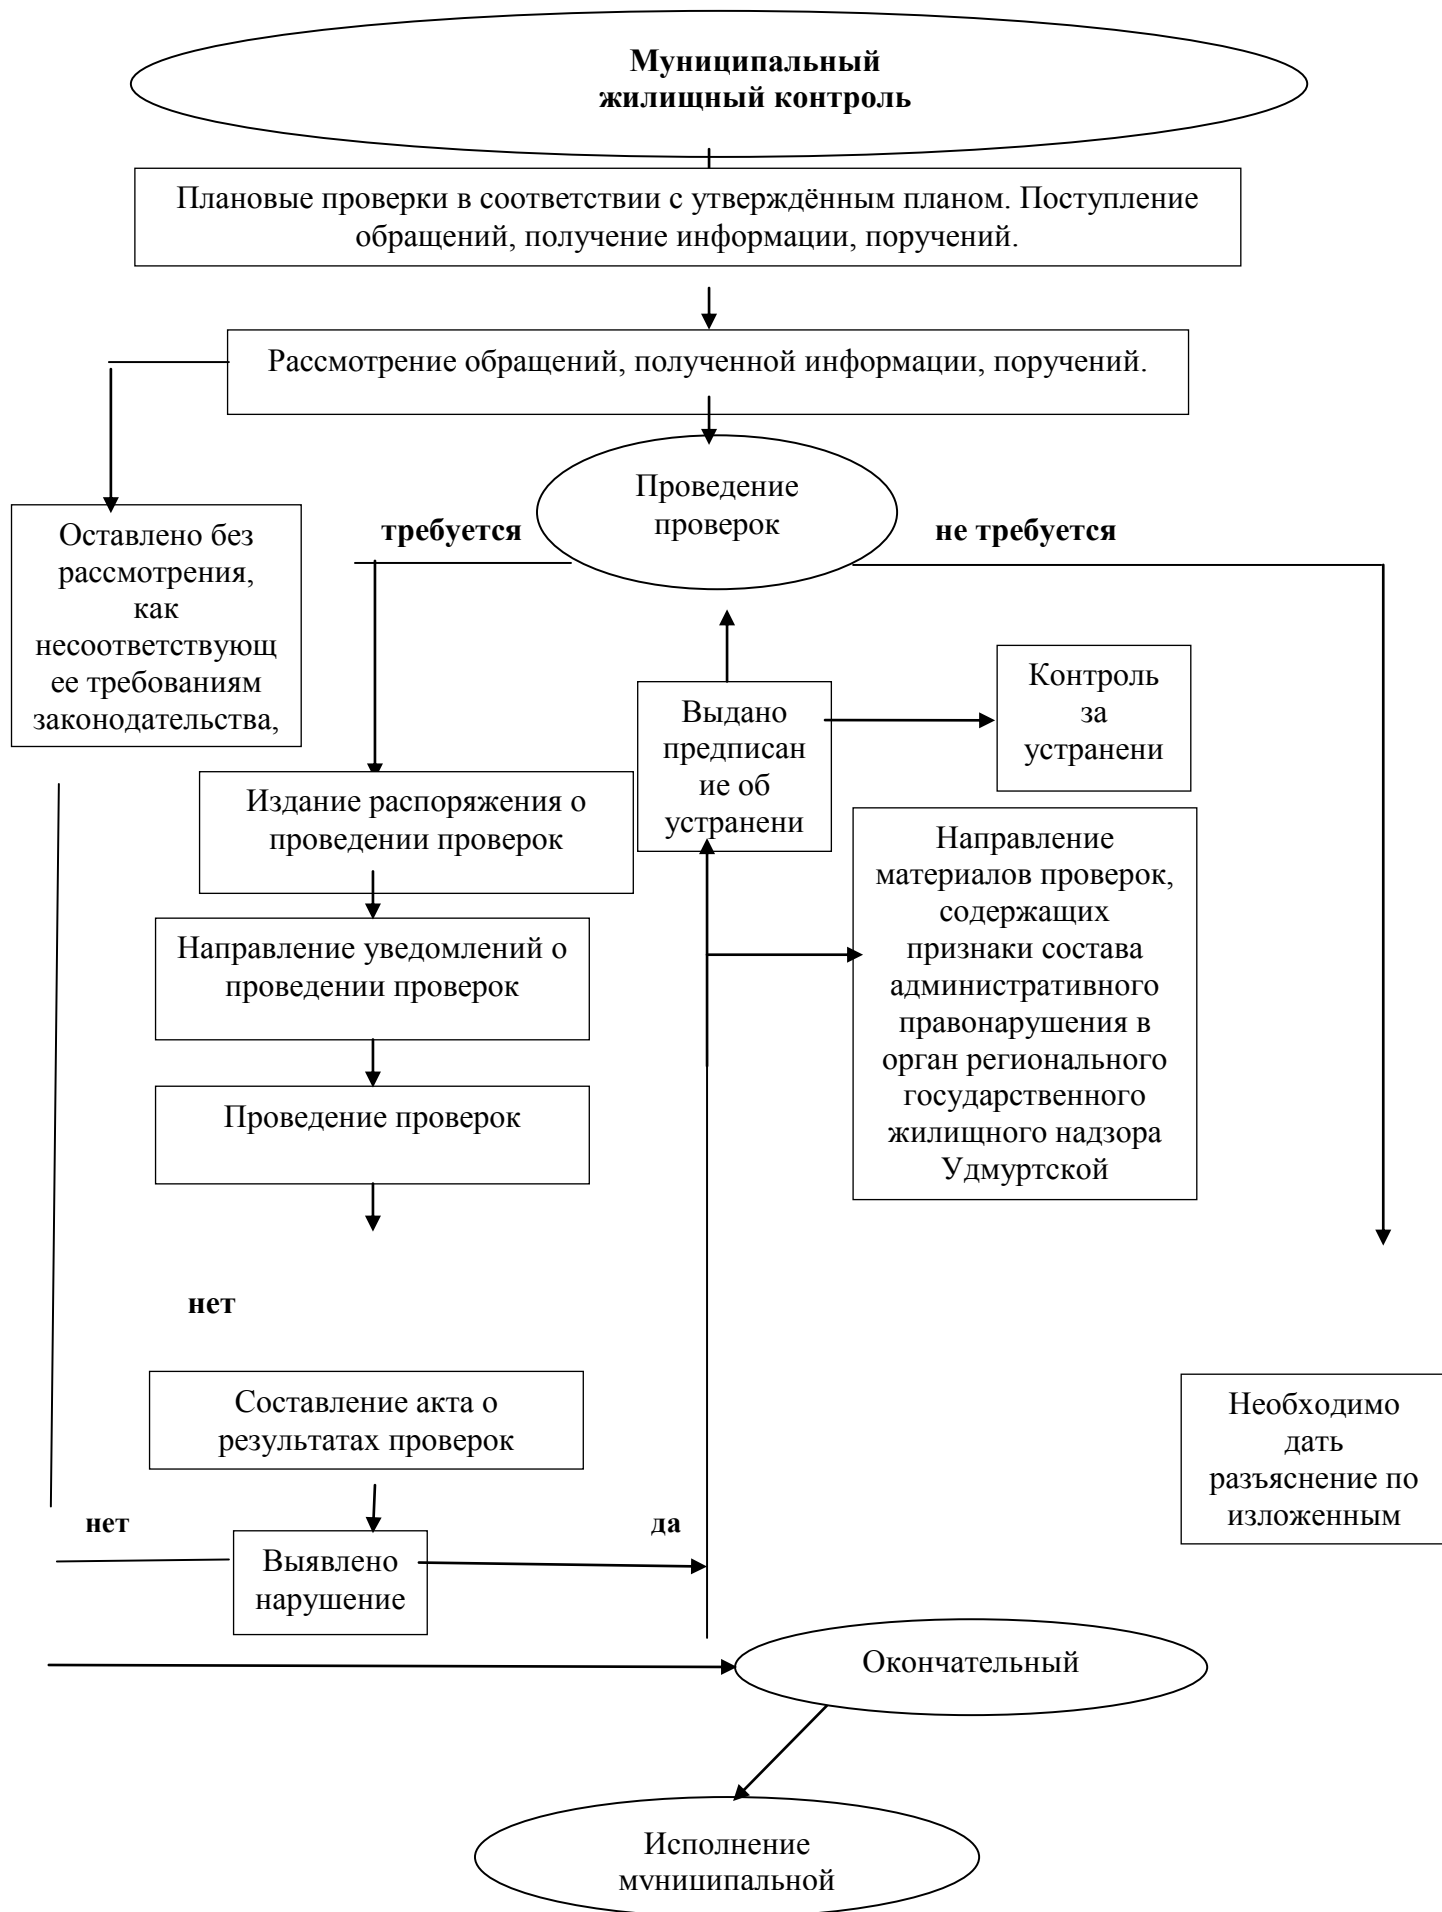 Муниципальный
жилищный контроль
Плановые проверки в соответствии с утверждённым планом. Поступление
обращений, получение информации, поручений.
Рассмотрение обращений, полученной информации, поручений.
Проведение
проверок
требуется
не требуется
Оставлено без
рассмотрения,
как
несоответствующ
ее требованиям
законодательства,
Контроль
за
устранени
Выдано
предписан
ие об
устранени
Издание распоряжения о
проведении проверок
Направление
материалов проверок,
содержащих
признаки состава
административного
правонарушения в
орган регионального
государственного
жилищного надзора
Удмуртской
Направление уведомлений о
проведении проверок
Проведение проверок
нет
Составление акта о
результатах проверок
Необходимо
дать
разъяснение по
изложенным
нет
да
Выявлено
нарушение
Окончательный
Исполнение
муниципальной